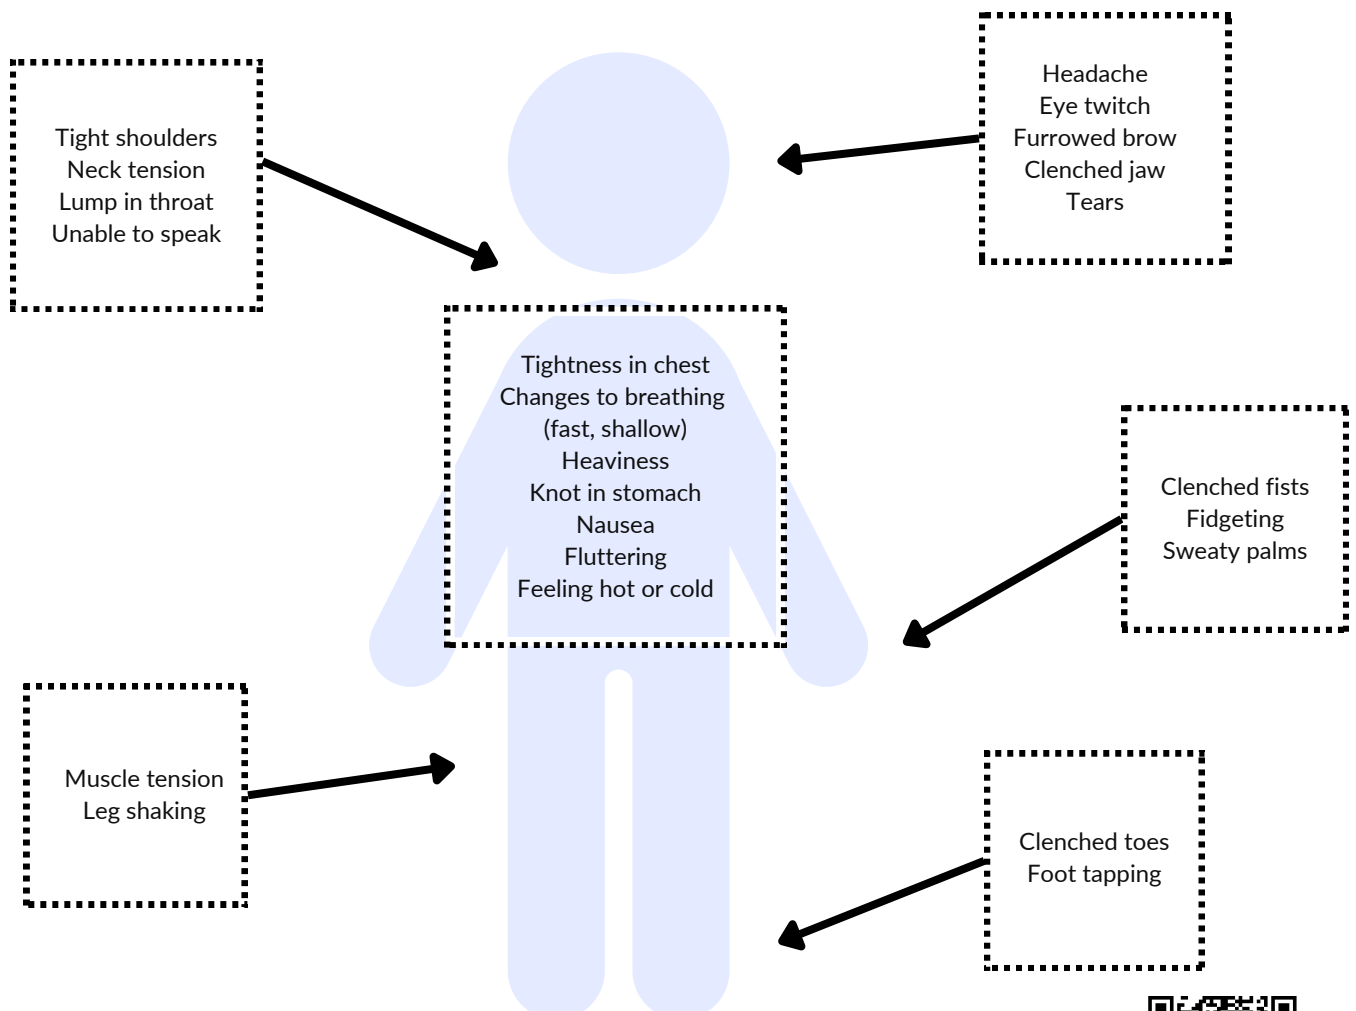 Headache
Eye twitch
Furrowed brow
Clenched jaw
Tears
Tight shoulders
Neck tension
Lump in throat
Unable to speak
Tightness in chest
Changes to breathing
(fast, shallow)
Heaviness
Knot in stomach
Nausea
Fluttering
Feeling hot or cold
Clenched fists
Fidgeting
Sweaty palms
Muscle tension
Leg shaking
Clenched toes
Foot tapping